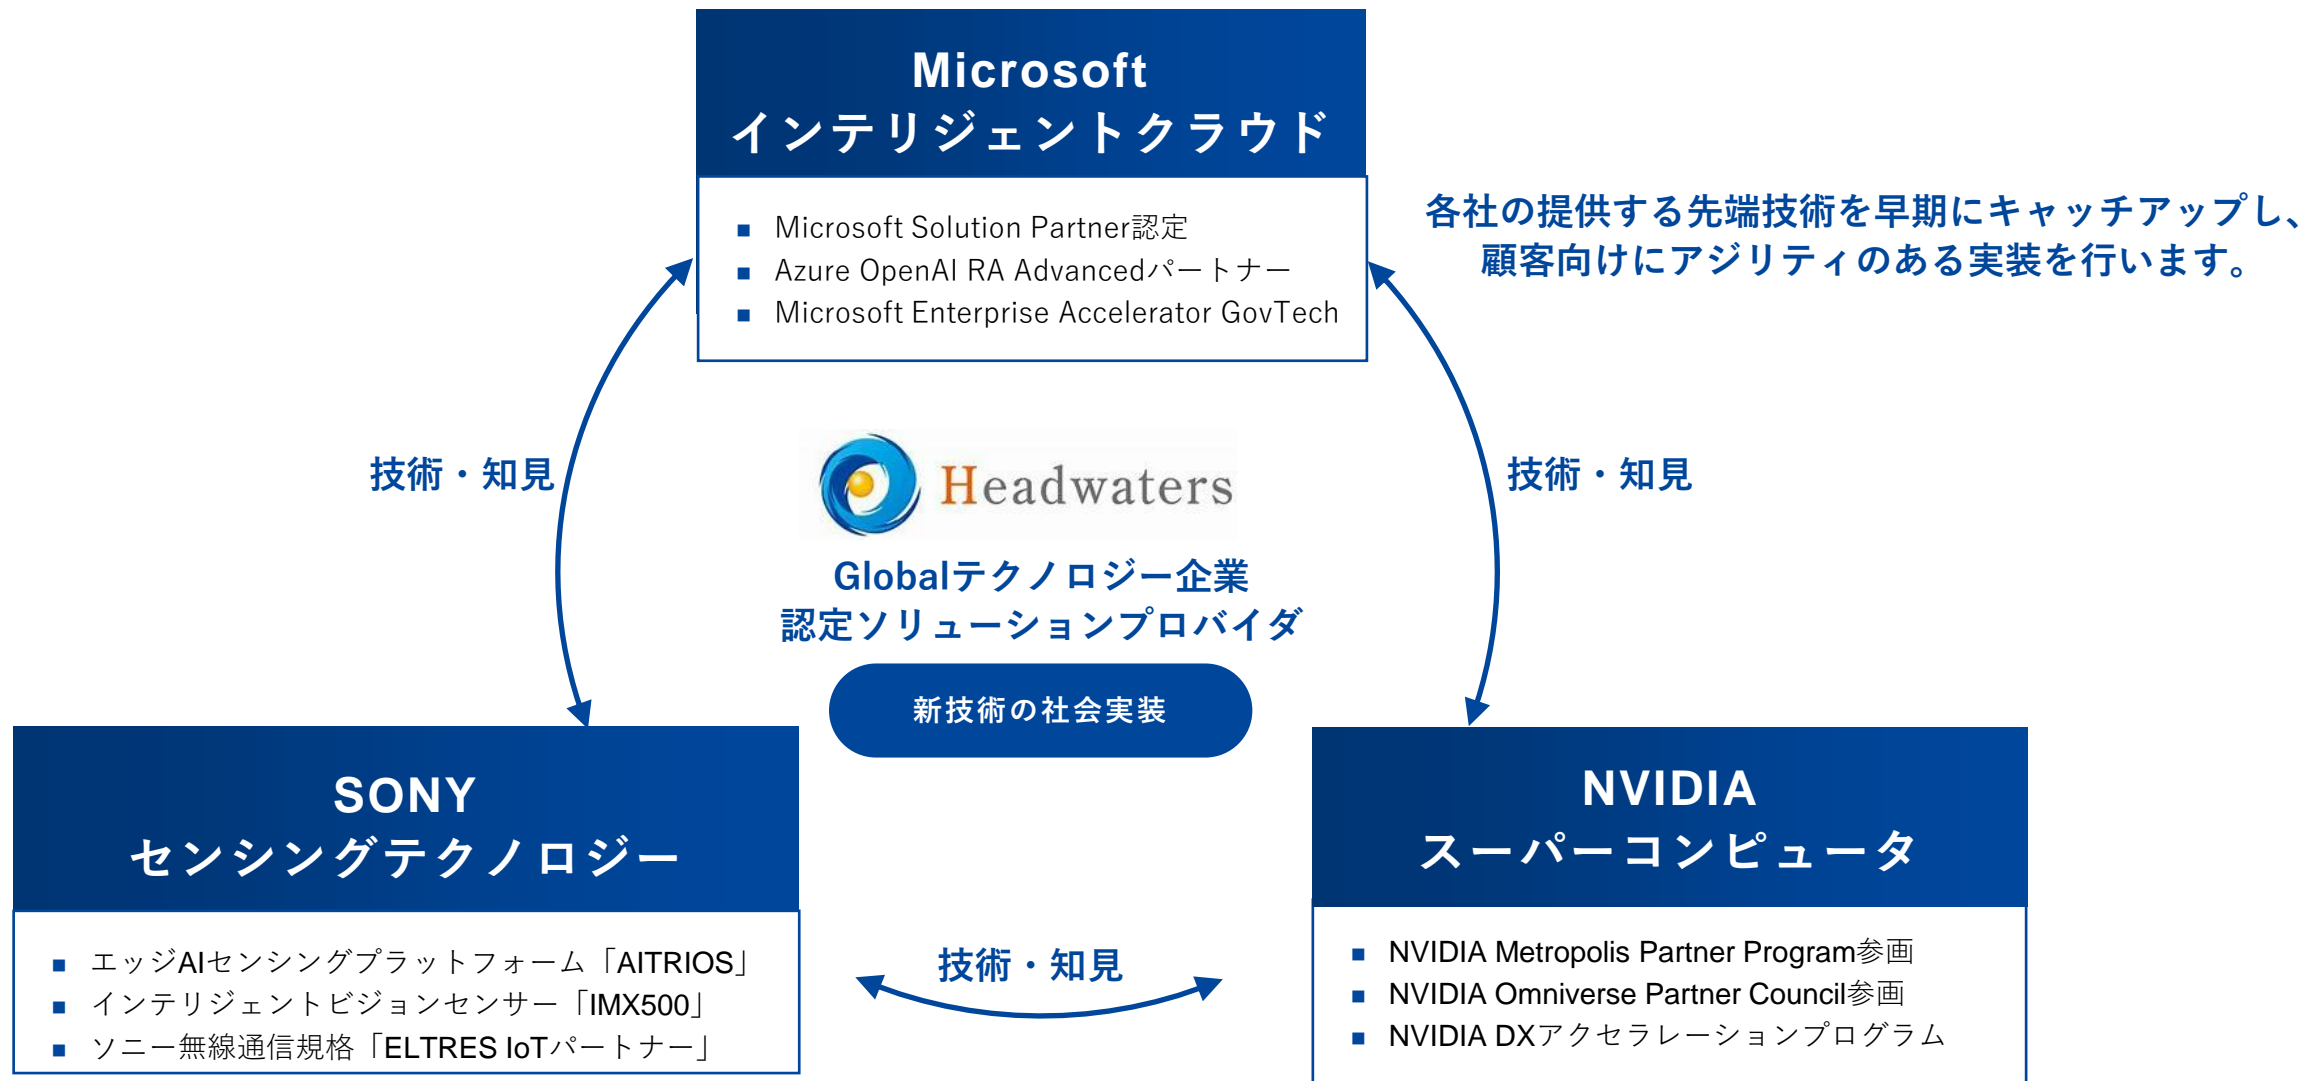 Microsoft
インテリジェントクラウド
Microsoft Solution Partner認定
Azure OpenAI RA Advancedパートナー
Microsoft Enterprise Accelerator GovTech
各社の提供する先端技術を早期にキャッチアップし、
顧客向けにアジリティのある実装を行います。
技術・知見
Headwaters
技術・知見
Globalテクノロジー企業
認定ソリューションプロバイダ
新技術の社会実装
SONY
センシングテクノロジー
エッジAIセンシングプラットフォーム「AITRIOS」
インテリジェントビジョンセンサー「IMX500」
ソニー無線通信規格「ELTRES IoTパートナー」
技術・知見
NVIDIA
スーパーコンピュータ
NVIDIA Metropolis Partner Program参画
NVIDIA Omniverse Partner Council参画
NVIDIA DXアクセラレーションプログラム